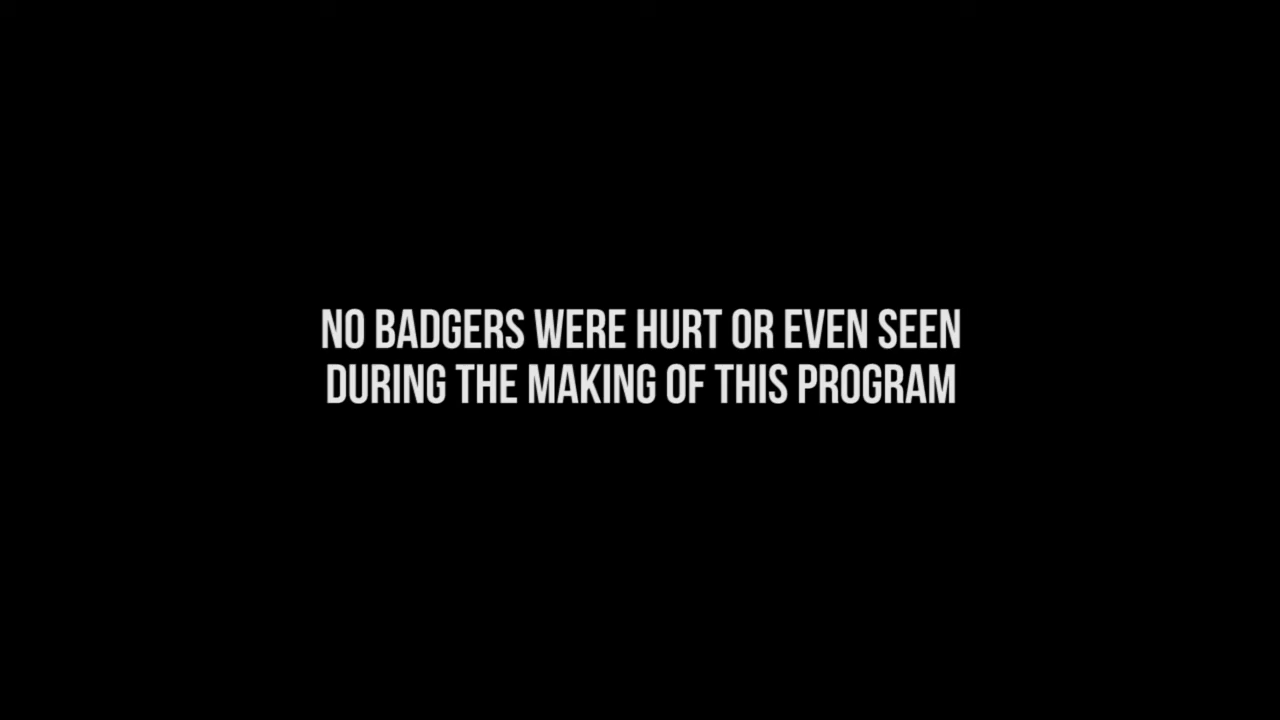 NO BADGERS WERE HURT OR EVEN SEEN
DURING THE MAKING OF THIS PROGRAM